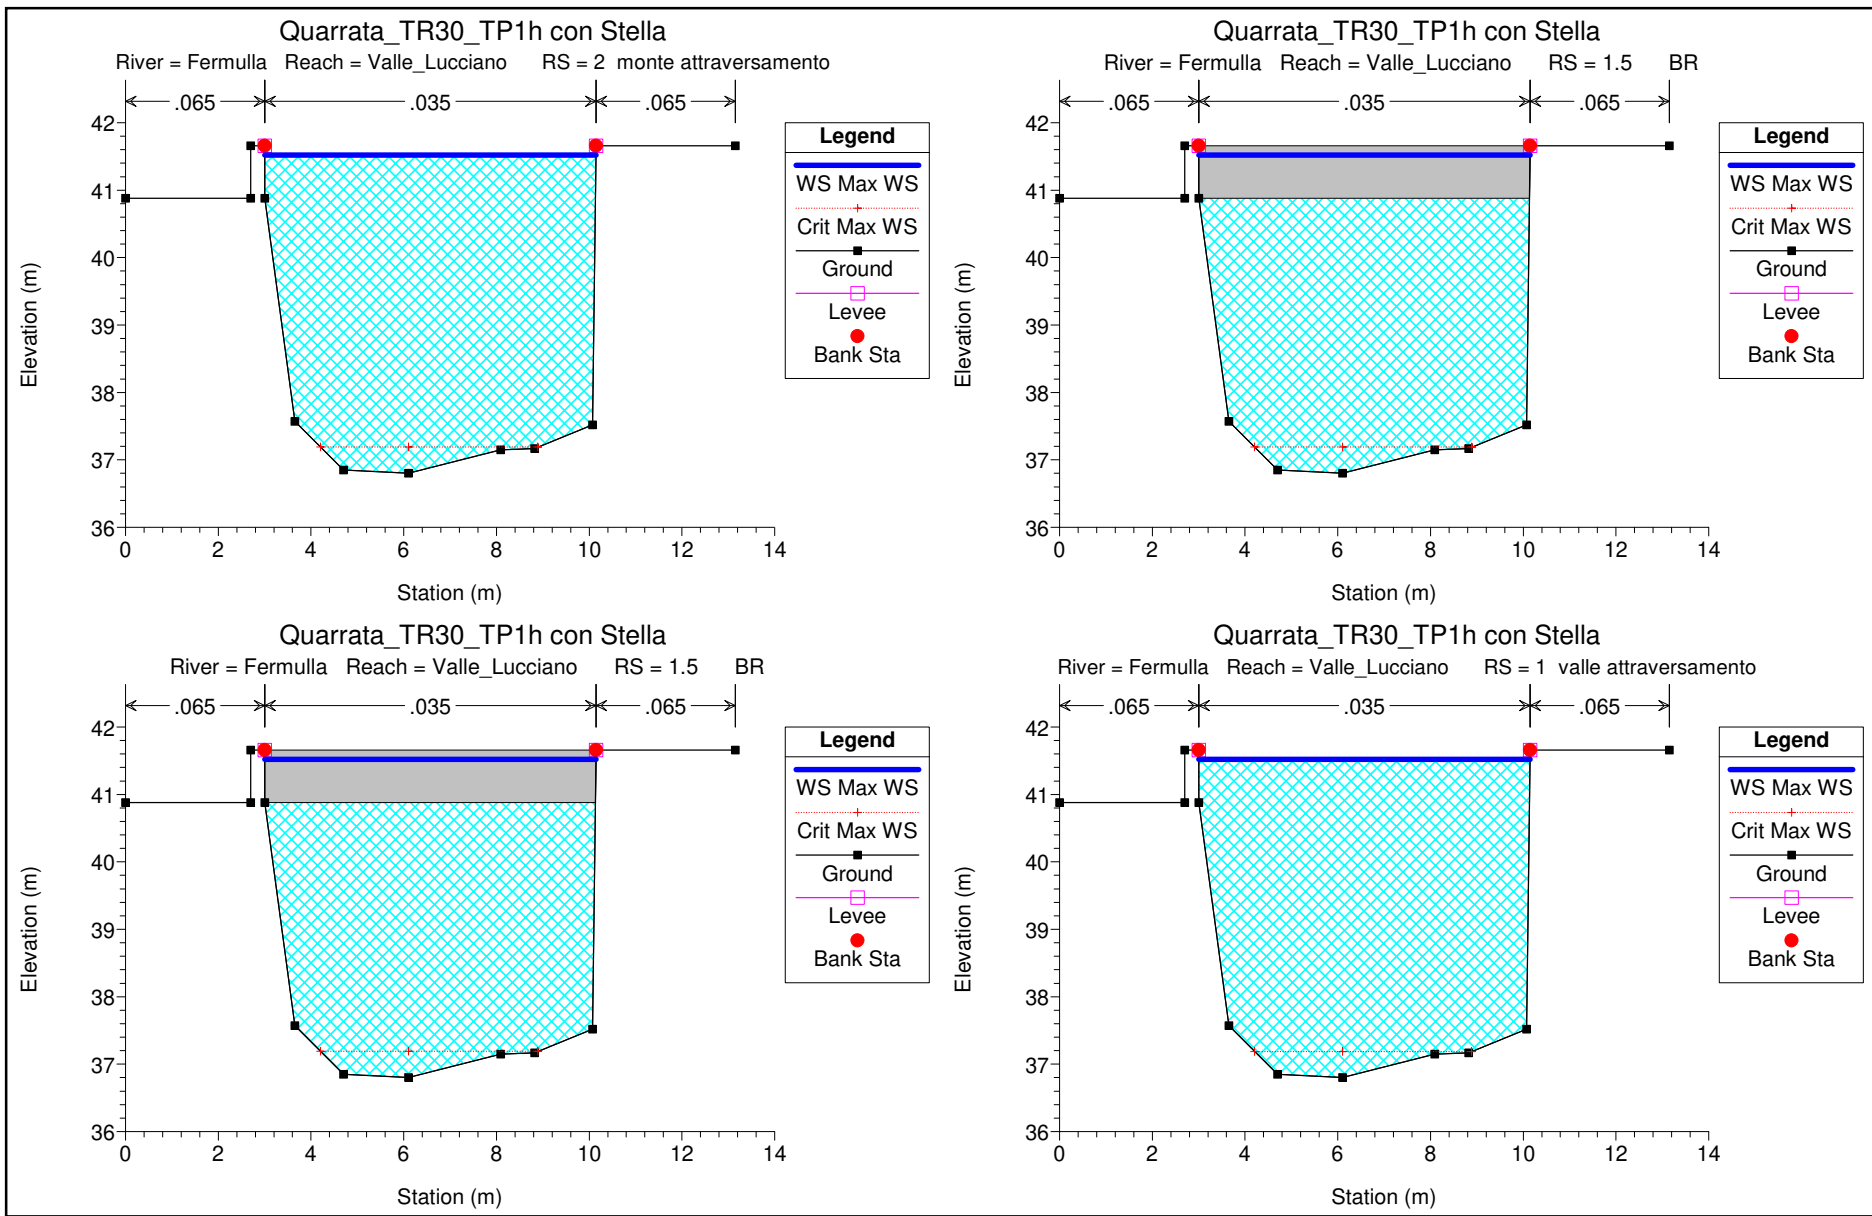 Quarrata_TR30_TP1h con Stella
River = Fermulla Reach = Valle_Lucciano RS = 2 monte attraversamento
.065 .035 .065
42
41
40
39
38
37
36
Elevation (m)
0 2 4 6 8 10 12 14
Station (m)
Legend
WS Max WS
Crit Max WS
Ground
Levee
Bank Sta
Quarrata_TR30_TP1h con Stella
River = Fermulla Reach = Valle_Lucciano RS = 1.5 BR
.065 .035 .065
42
41
40
39
38
37
36
Elevation (m)
0 2 4 6 8 10 12 14
Station (m)
Legend
WS Max WS
Crit Max WS
Ground
Levee
Bank Sta
Quarrata_TR30_TP1h con Stella
River = Fermulla Reach = Valle_Lucciano RS = 1.5 BR
.065 .035 .065
42
41
40
39
38
37
36
Elevation (m)
0 2 4 6 8 10 12 14
Station (m)
Legend
WS Max WS
Crit Max WS
Ground
Levee
Bank Sta
Quarrata_TR30_TP1h con Stella
River = Fermulla Reach = Valle_Lucciano RS = 1 valle attraversamento
.065 .035 .065
42
41
40
39
38
37
36
Elevation (m)
0 2 4 6 8 10 12 14
Station (m)
Legend
WS Max WS
Crit Max WS
Ground
Levee
Bank Sta